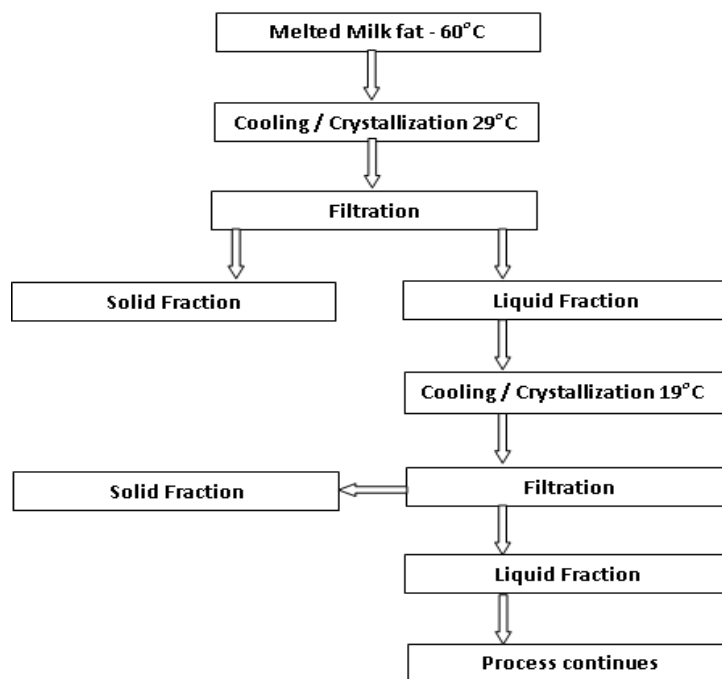 Melted Milk fat - 60°C
Cooling / Crystallization 29°C
Filtration
Solid Fraction
Liquid Fraction
Cooling / Crystallization 19°C
Solid Fraction
Filtration
Liquid Fraction
Process continues